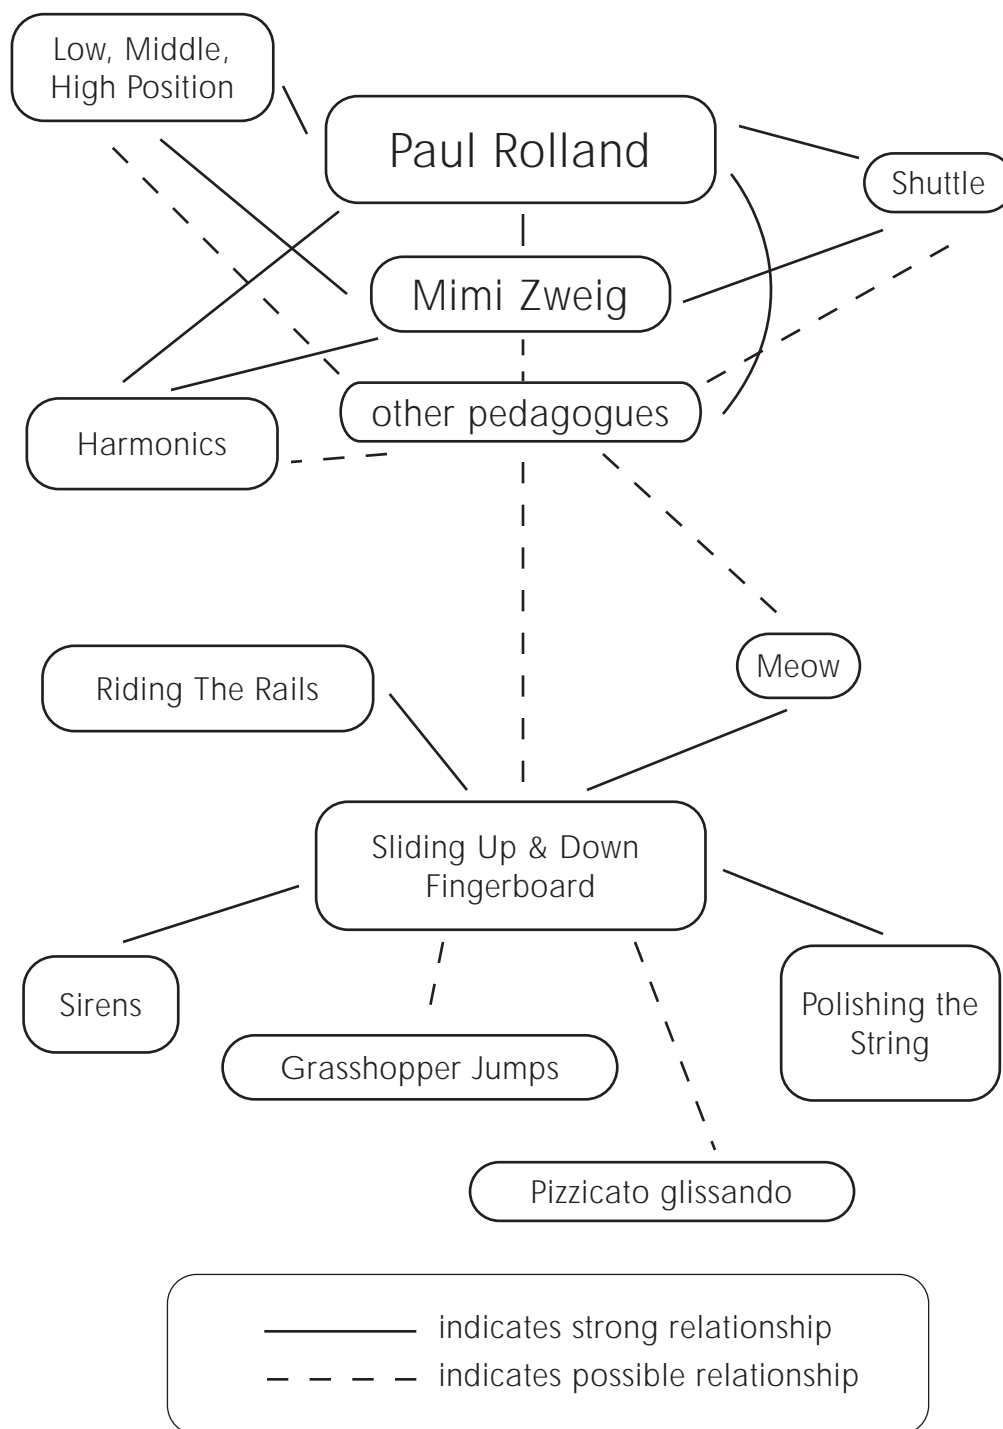 Low, Middle,
High Position
Paul Rolland
Shuttle
Mimi Zweig
other pedagogues
Harmonics
Meow
Riding The Rails
Sliding Up & Down
Fingerboard
Sirens
Polishing the
String
Grasshopper Jumps
Pizzicato glissando
indicates strong relationship
indicates possible relationship